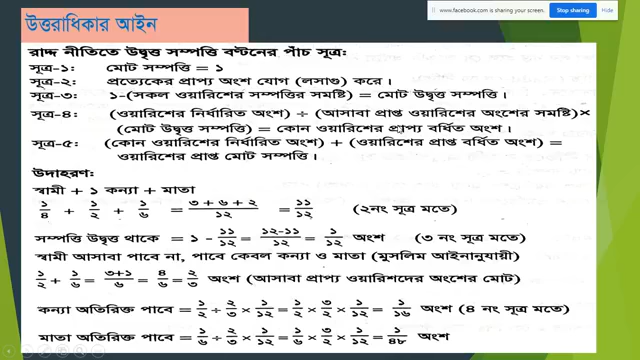 উত্তরাধিকার আইন
www.facebook.com is sharing your screen. Stop sharing Hide
রাদ্দ নীতিতে উদ্বৃত্ত সম্পত্তি বণ্টনের পাঁচ সূত্র:
সূত্র-১: মোট সম্পত্তি = ১
সূত্র-২: প্রত্যেকের প্রাপ্য অংশ যোগ (লসাগু) করে।
সূত্র-৩: ১-(সকল ওয়ারিশের সম্পত্তির সমষ্টি) = মোট উদ্বৃত্ত সম্পত্তি।
সূত্র-৪: (ওয়ারিশের নির্ধারিত অংশ) ÷ (আসাবা প্রাপ্ত ওয়ারিশের অংশের সমষ্টি)×
(মোট উদ্বৃত্ত সম্পত্তি) = কোন ওয়ারিশের প্রাপ্য বর্ধিত অংশ।
সূত্র-৫: (কোন ওয়ারিশের নির্ধারিত অংশ) + (ওয়ারিশের প্রাপ্ত বর্ধিত অংশ) =
ওয়ারিশের প্রাপ্ত মোট সম্পত্তি।
উদাহরণ:
স্বামী + ১ কন্যা + মাতা
১/৪ + ১/২ + ১/৬ = (৩+৬+২)/১২ = ১১/১২ (২নং সূত্র মতে)
সম্পত্তি উদ্বৃত্ত থাকে = ১ - ১১/১২ = (১২-১১)/১২ = ১/১২ অংশ (৩ নং সূত্র মতে)
স্বামী আসাবা পাবে না, পাবে কেবল কন্যা ও মাতা (মুসলিম আইনানুযায়ী)
১/২ + ১/৬ = (৩+১)/৬ = ৪/৬ = ২/৩ অংশ (আসাবা প্রাপ্য ওয়ারিশদের অংশের মোট)
কন্যা অতিরিক্ত পাবে = ১/২ ÷ ২/৩ × ১/১২ = ১/২ × ৩/২ × ১/১২ = ১/১৬ অংশ (৪ নং সূত্র মতে)
মাতা অতিরিক্ত পাবে = ১/৬ ÷ ২/৩ × ১/১২ = ১/৬ × ৩/২ × ১/১২ = ১/৪৮ অংশ